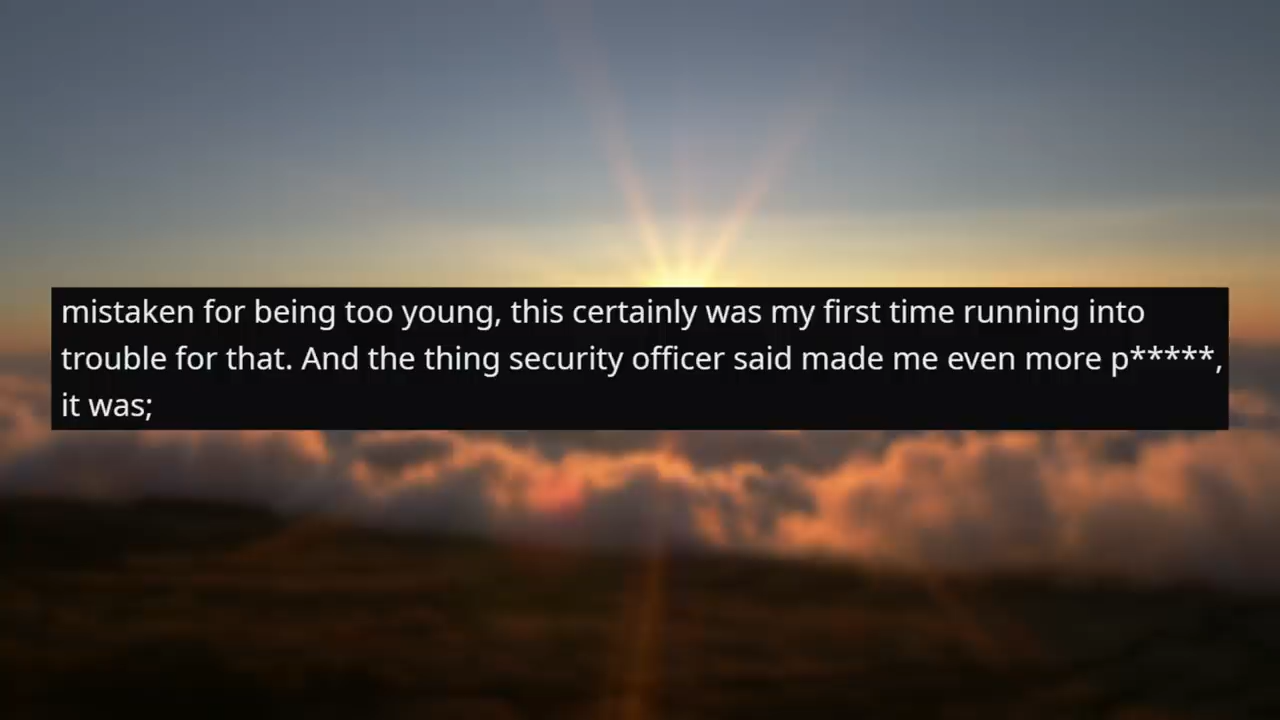 mistaken for being too young, this certainly was my first time running into
trouble for that. And the thing security officer said made me even more p*****,
it was;